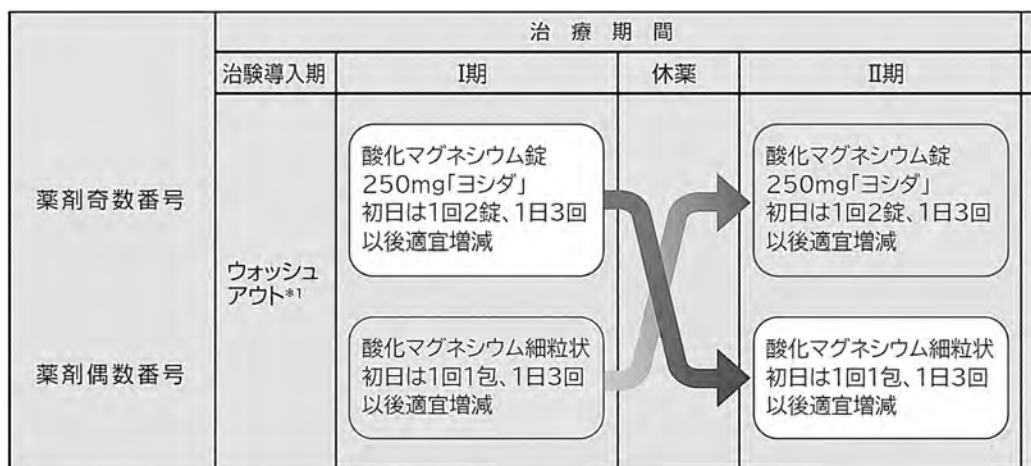 治療期間
治験導入期
I期
休薬
II期
薬剤奇数番号
ウォッシュ
アウト*1
酸化マグネシウム錠
250mg「ヨシダ」
初日は1回2錠、1日3回
以後適宜増減
酸化マグネシウム錠
250mg「ヨシダ」
初日は1回2錠、1日3回
以後適宜増減
薬剤偶数番号
酸化マグネシウム細粒状
初日は1回1包、1日3回
以後適宜増減
酸化マグネシウム細粒状
初日は1回1包、1日3回
以後適宜増減